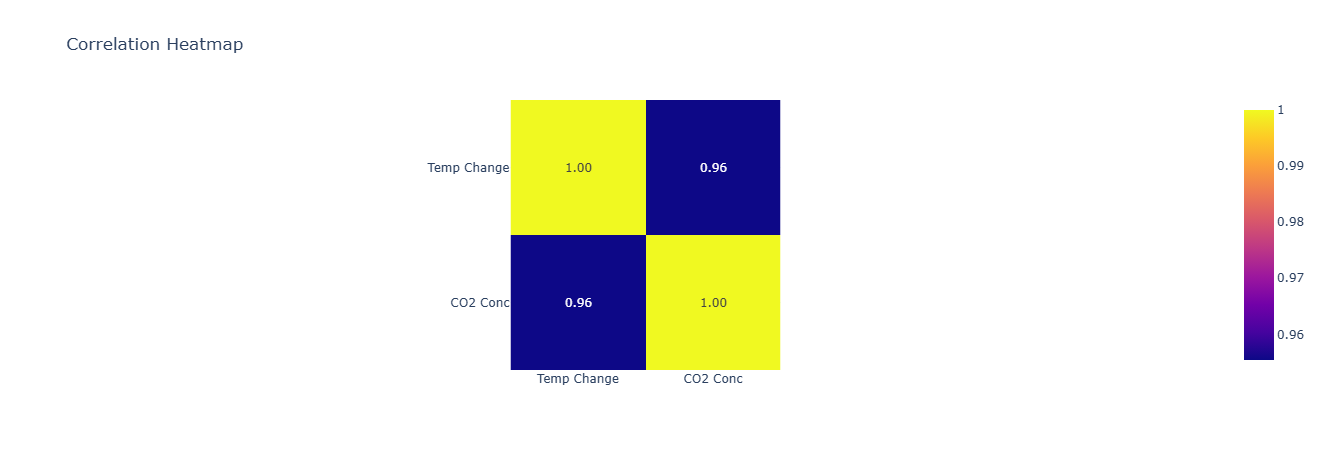 Correlation Heatmap
Temp Change
1.00
0.96
CO2 Conc
0.96
1.00
Temp Change
CO2 Conc
1
0.99
0.98
0.97
0.96